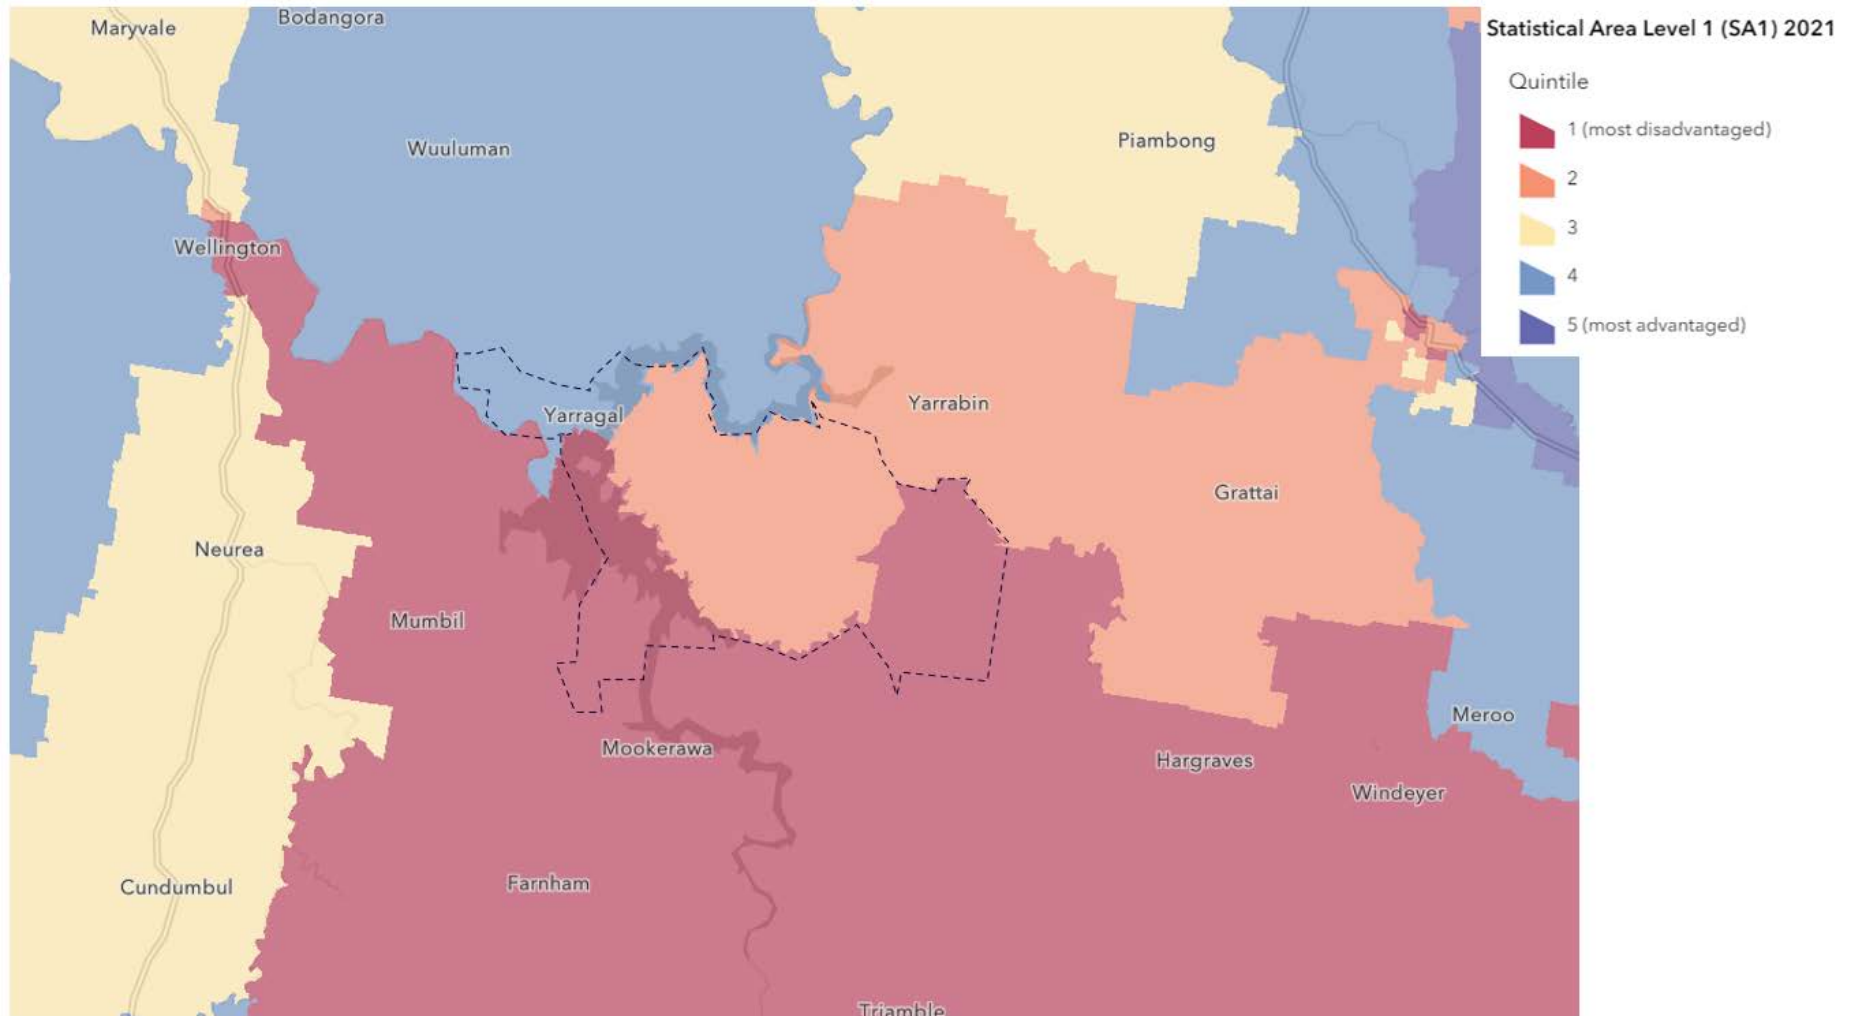 Bodangora
Maryvale
Statistical Area Level 1 (SA1) 2021
Quintile
1 (most disadvantaged)
2
3
4
5 (most advantaged)
Wuuluman
Piambong
Wellington
Yarragal
Yarrabin
Grattai
Neurea
Mumbil
Meroo
Mookerawa
Hargraves
Windeyer
Farnham
Cundumbul
Triamble